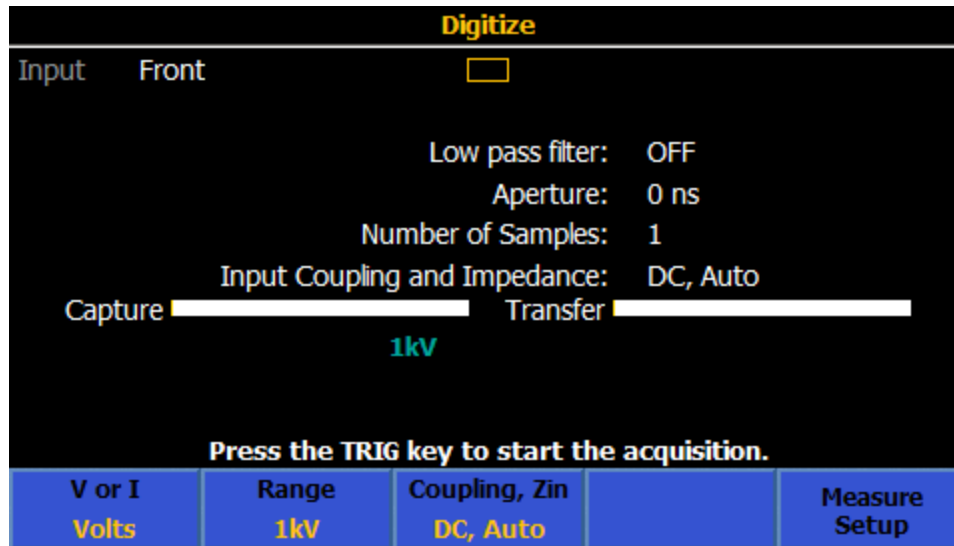 Digitize
Input Front
Low pass filter: OFF
Aperture: 0 ns
Number of Samples: 1
Input Coupling and Impedance: DC, Auto
Capture Transfer
1kV
Press the TRIG key to start the acquisition.
V or I Range Coupling, Zin Measure Setup
Volts 1kV DC, Auto